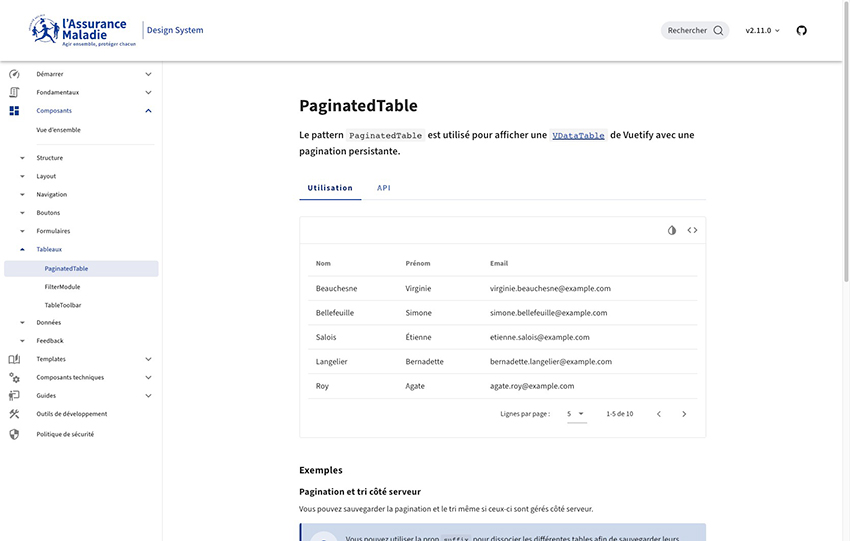 l'Assurance
Maladie
Agir ensemble, protéger chacun
Design System
Rechercher
v2.11.0
Démarrer
Fondamentaux
Composants
Vue d'ensemble
Structure
Layout
Navigation
Boutons
Formulaires
Tableaux
PaginatedTable
FilterModule
TableToolbar
Données
Feedback
Templates
Composants techniques
Guides
Outils de développement
Politique de sécurité
PaginatedTable
Le pattern PaginatedTable est utilisé pour afficher une VDataTable de Vuetify avec une
pagination persistante.
Utilisation API
Nom Prénom Email
Beauchesne Virginie virginie.beauchesne@example.com
Bellefeuille Simone simone.bellefeuille@example.com
Salois Étienne etienne.salois@example.com
Langelier Bernadette bernadette.langelier@example.com
Roy Agate agate.roy@example.com
Lignes par page : 5 1-5 de 10
Exemples
Pagination et tri côté serveur
Vous pouvez sauvegarder la pagination et le tri même si ceux-ci sont gérés côté serveur.
Vous pouvez utiliser la prop suffix pour dissocier les différentes tables afin de sauvegarder leurs